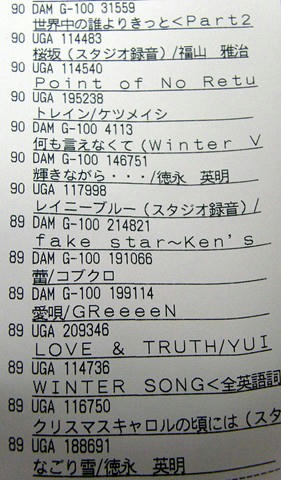 90 DAM G-100 31559
世界中の誰よりきっと<Part2
90 UGA 114483
桜坂(スタジオ録音)/福山 雅治
90 UGA 114540
Point of No Retu
90 UGA 195238
トレイン/ケツメイシ
90 DAM G-100 4113
何も言えなくて(Winter V
90 DAM G-100 146751
輝きながら・・・/徳永 英明
90 UGA 117998
レイニーブルー(スタジオ録音)/
89 DAM G-100 214821
fake star~Ken's
89 DAM G-100 191066
蕾/コブクロ
89 DAM G-100 199114
愛唄/GReeeeN
89 UGA 209346
LOVE & TRUTH/YUI
89 UGA 114736
WINTER SONG<全英語詞
89 UGA 116750
クリスマスキャロルの頃には(スタ
89 UGA 188691
なごり雪/徳永 英明